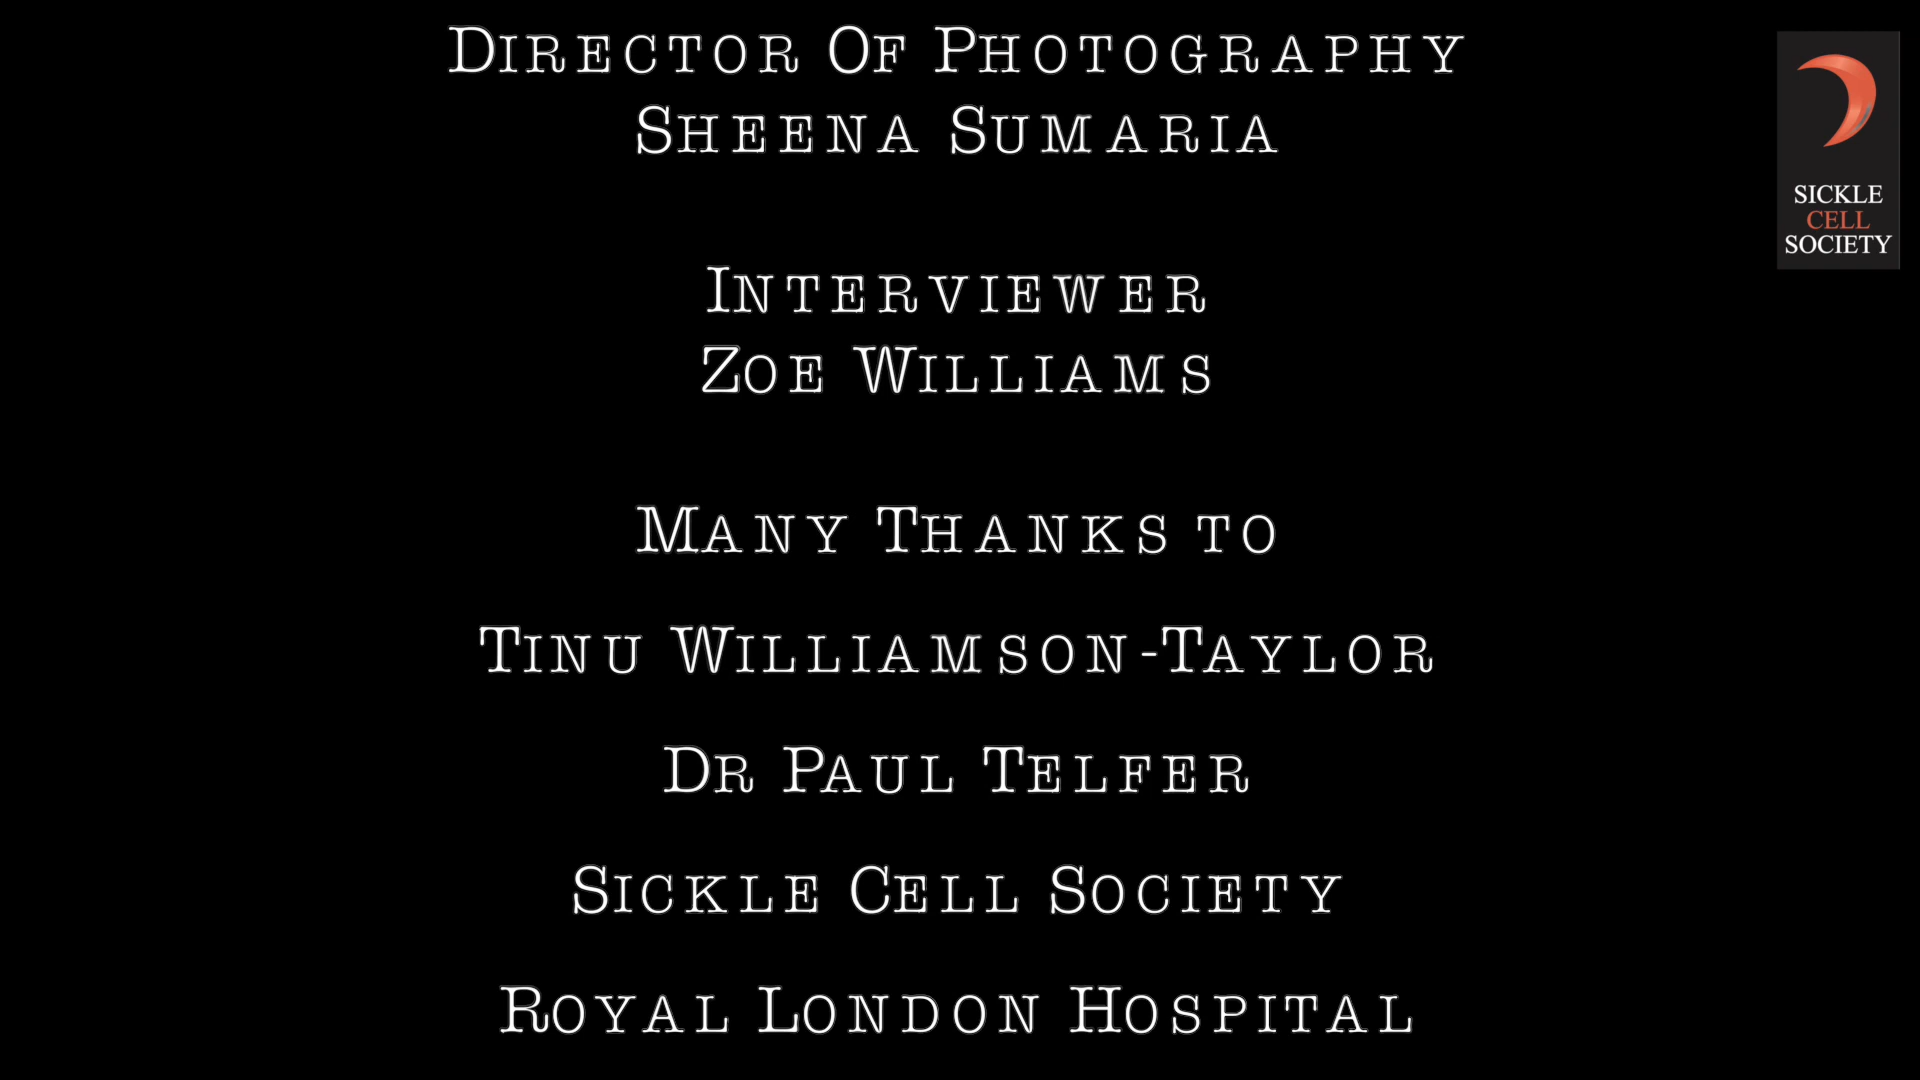 Director Of Photography
Sheena Sumaria
Interviewer
Zoe Williams
Many Thanks to
Tinu Williamson-Taylor
Dr Paul Telfer
Sickle Cell Society
Royal London Hospital
SICKLE
CELL
SOCIETY